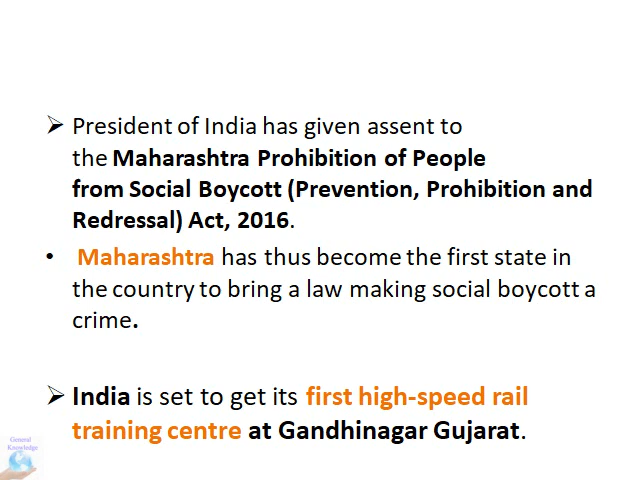 ➢ President of India has given assent to
the Maharashtra Prohibition of People
from Social Boycott (Prevention, Prohibition and
Redressal) Act, 2016.
• Maharashtra has thus become the first state in
the country to bring a law making social boycott a
crime.
➢ India is set to get its first high-speed rail
training centre at Gandhinagar Gujarat.
General
Knowledge